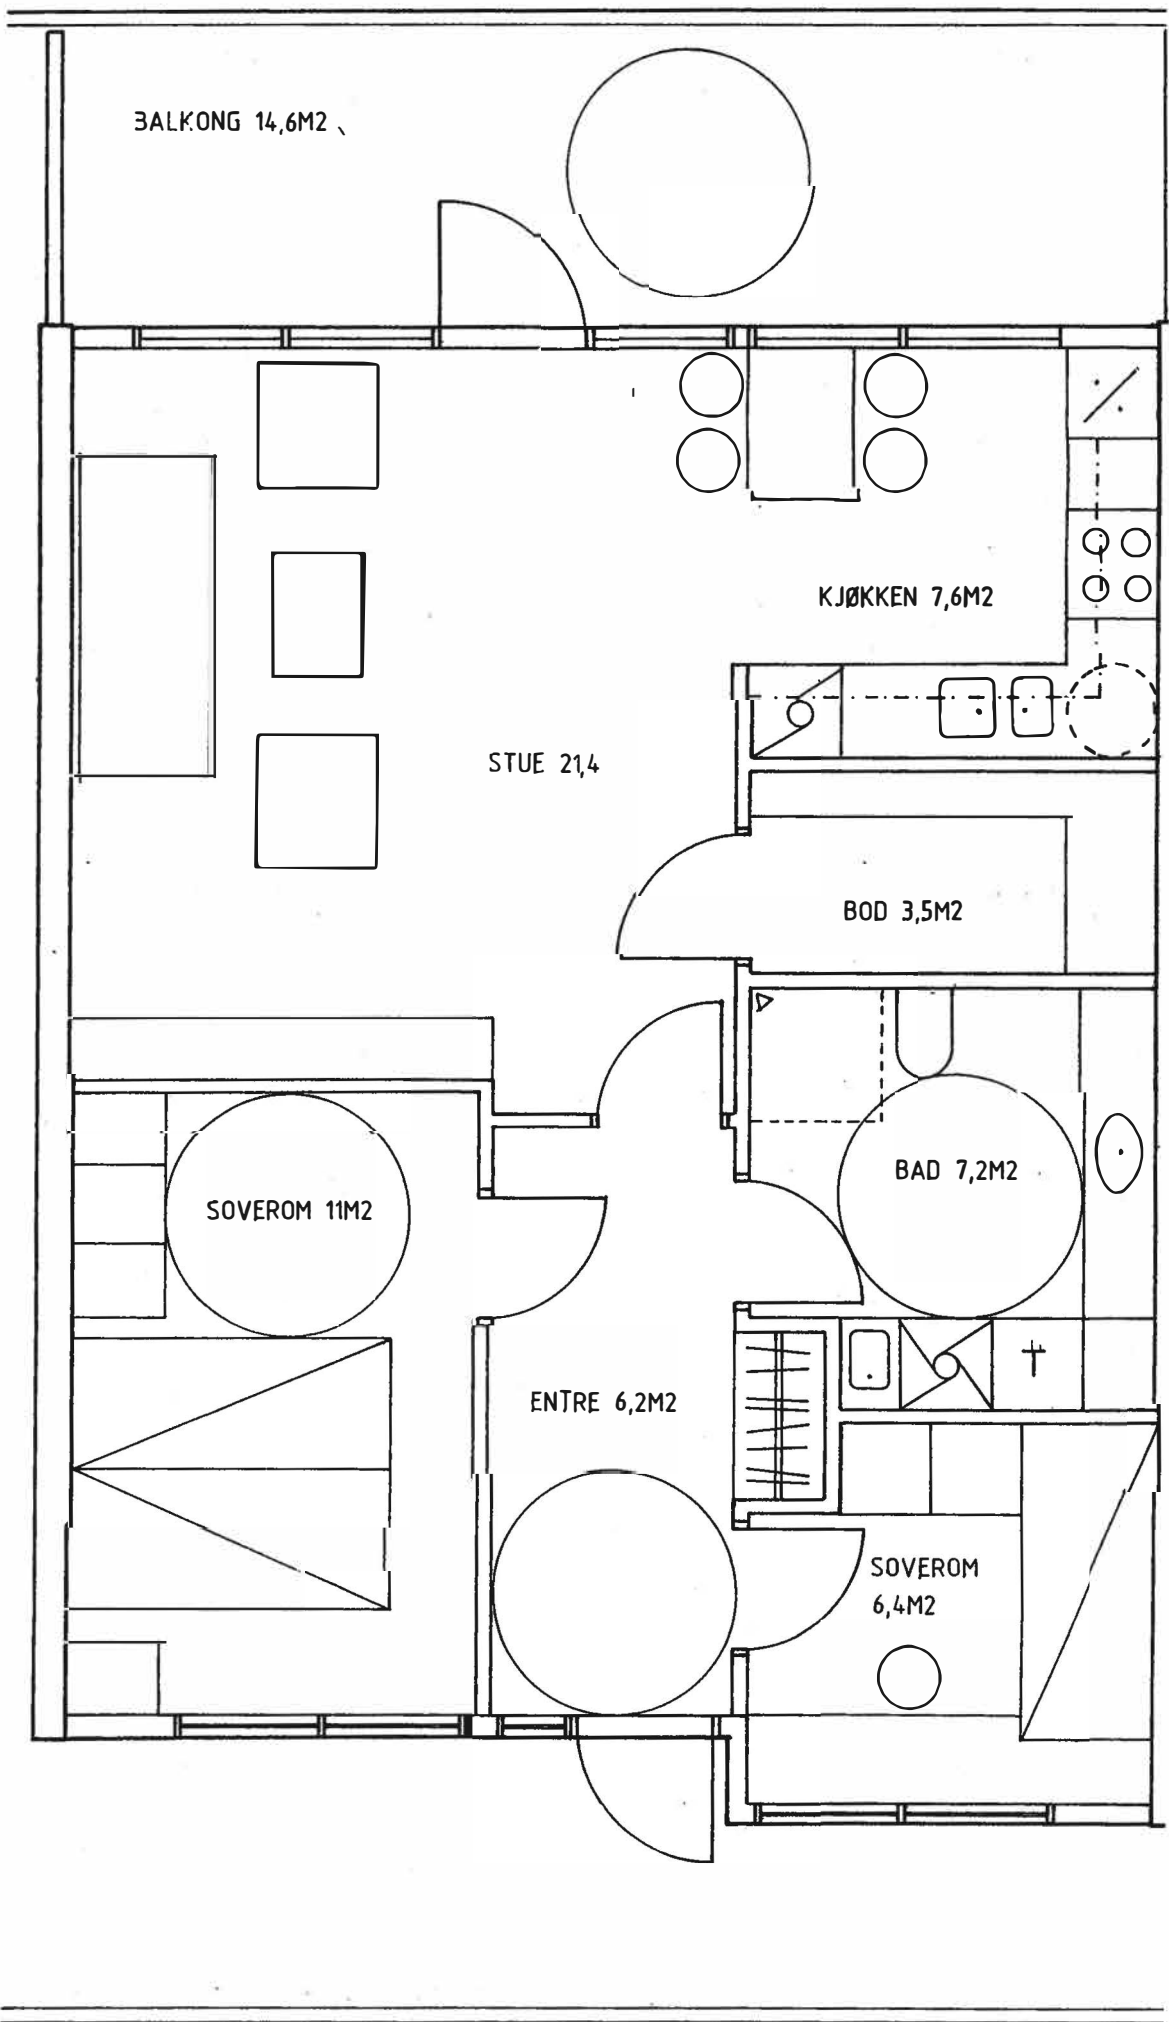 BALKONG 14,6M2
KJØKKEN 7,6M2
STUE 21,4
BOD 3,5M2
BAD 7,2M2
SOVEROM 11M2
ENTRE 6,2M2
SOVEROM
6,4M2